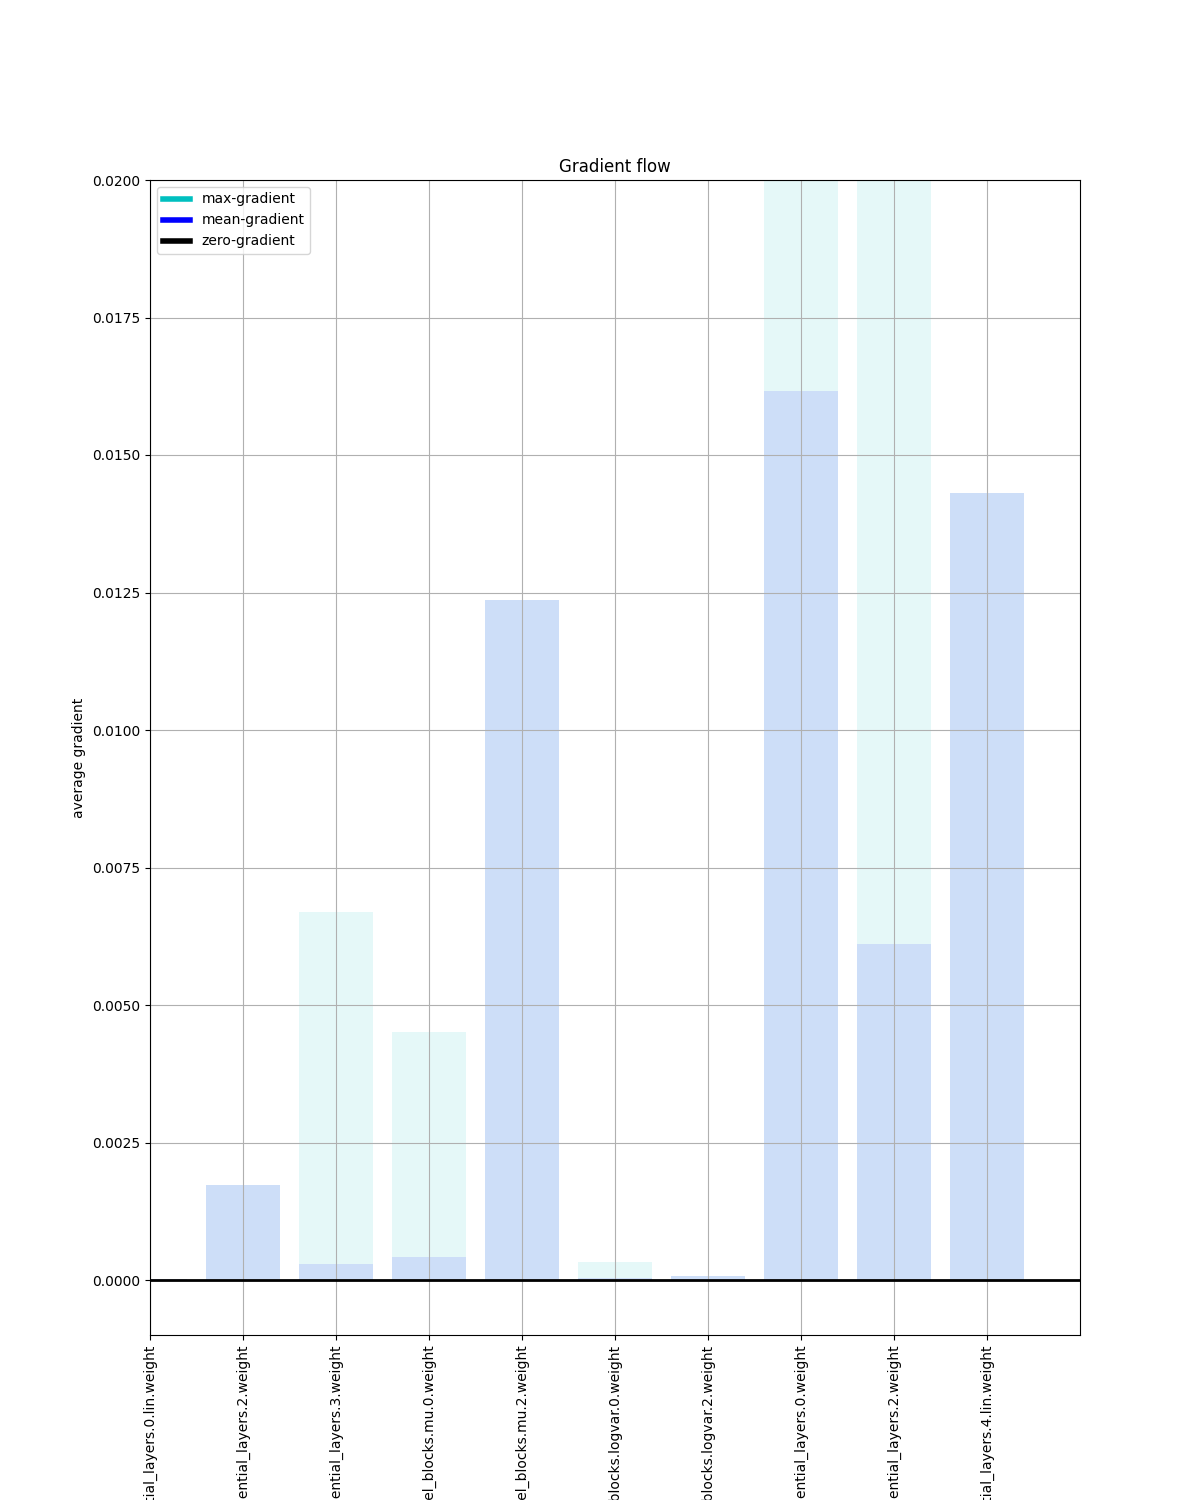 Gradient flow
max-gradient
mean-gradient
zero-gradient
0.0200
0.0175
0.0150
0.0125
0.0100
0.0075
0.0050
0.0025
0.0000
average gradient
tial_layers.0.lin.weight
ential_layers.2.weight
ential_layers.3.weight
el_blocks.mu.0.weight
el_blocks.mu.2.weight
blocks.logvar.0.weight
blocks.logvar.2.weight
ential_layers.0.weight
ential_layers.2.weight
tial_layers.4.lin.weight